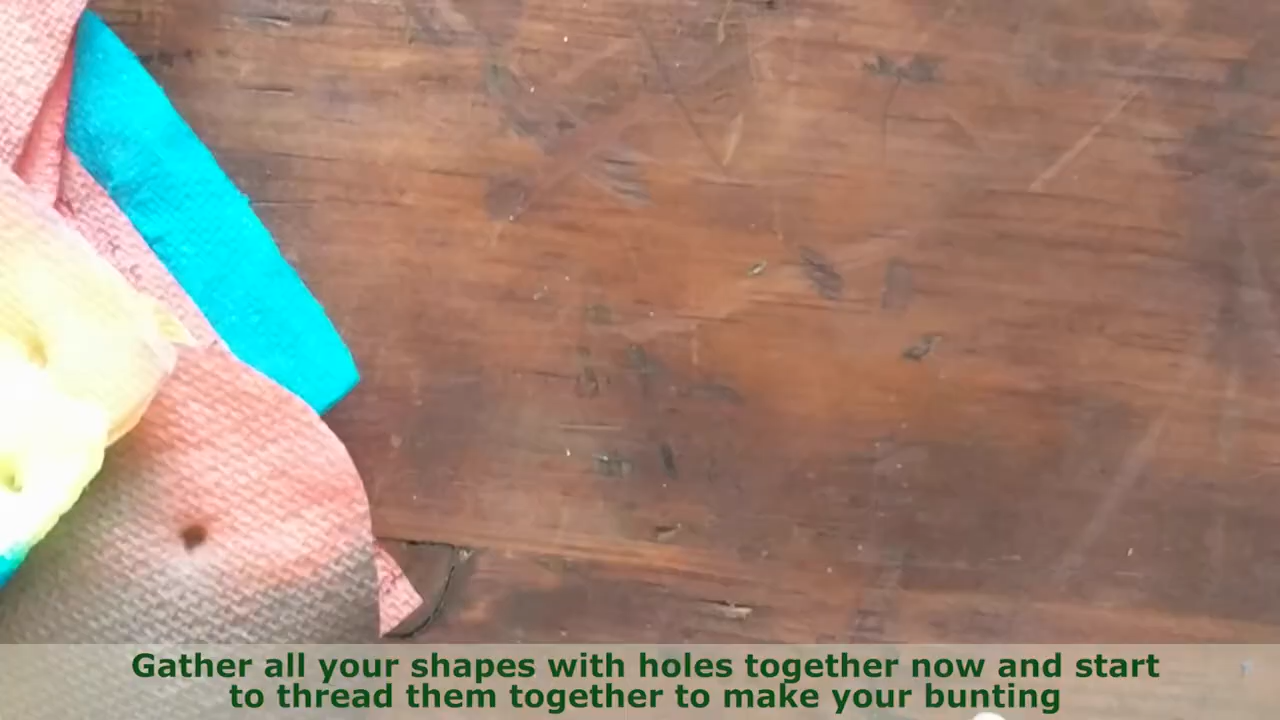 Gather all your shapes with holes together now and start
to thread them together to make your bunting